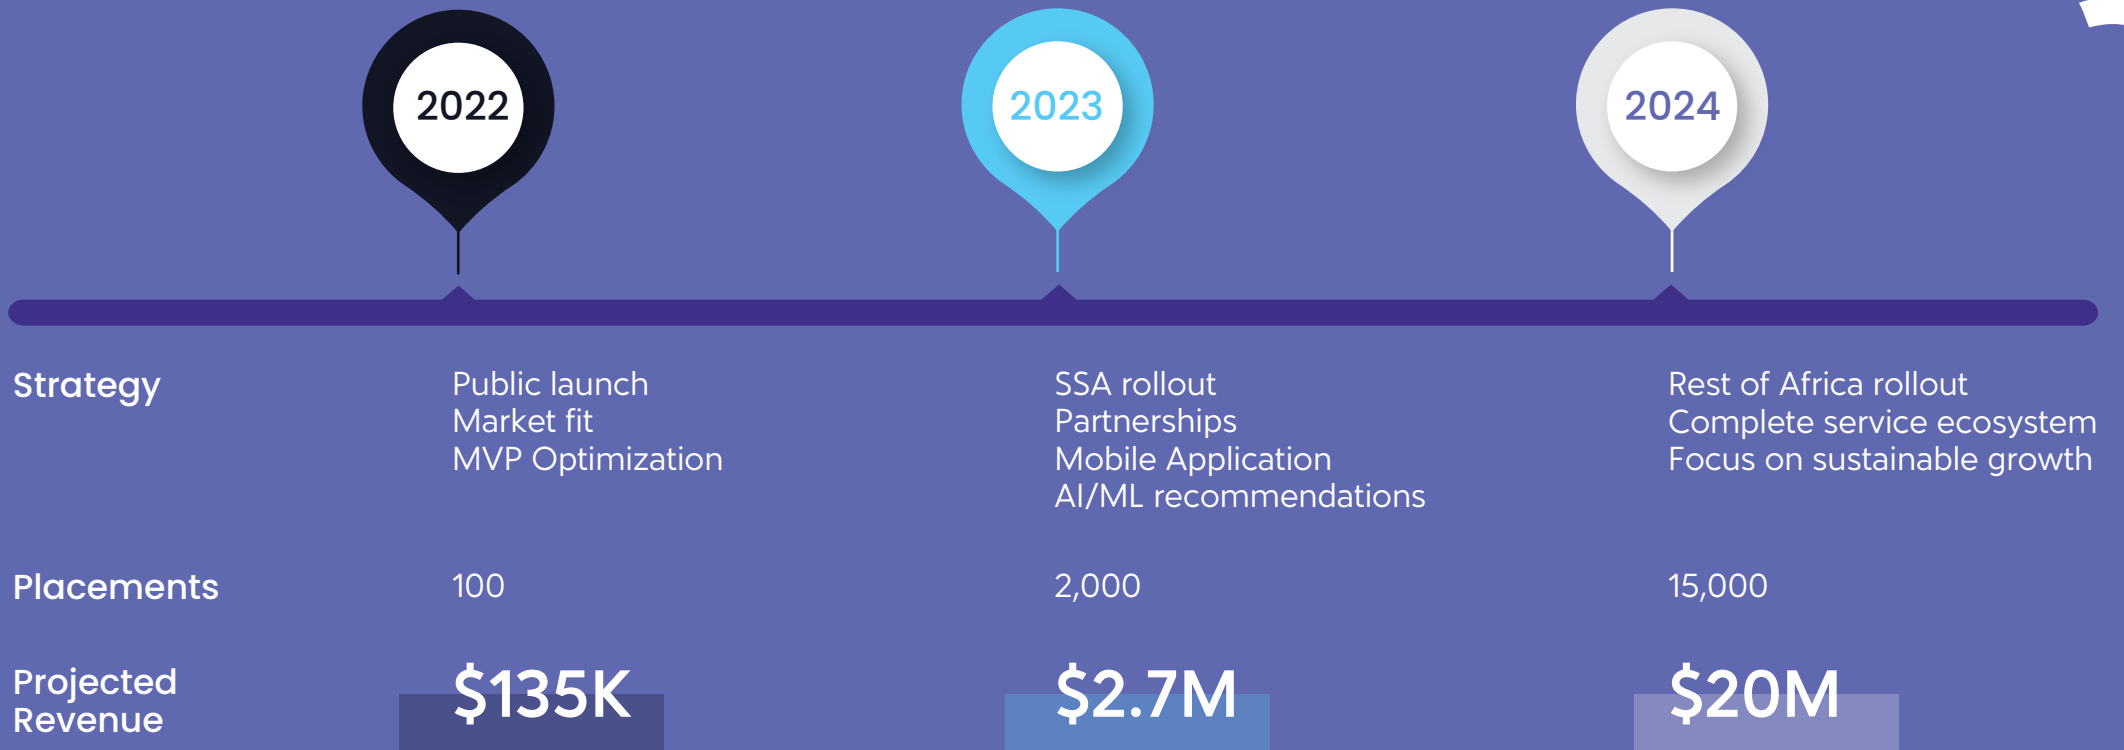 2022
2023
2024
Strategy
Public launch
Market fit
MVP Optimization
SSA rollout
Partnerships
Mobile Application
AI/ML recommendations
Rest of Africa rollout
Complete service ecosystem
Focus on sustainable growth
Placements
100
2,000
15,000
Projected
Revenue
$135K
$2.7M
$20M